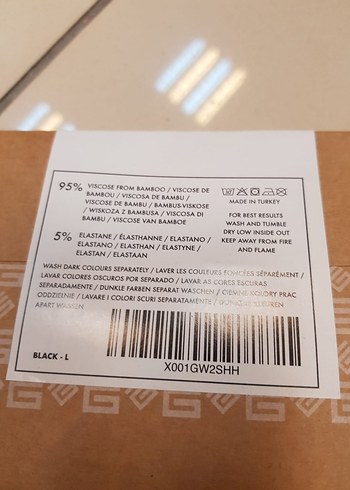 95% VISCOSE FROM BAMBOO / VISCOSE DE
BAMBOU / VISCOSA DE BAMBU /
VISCOSE DE BAMBU / BAMBUS-VISKOSE
/ WISKOZA Z BAMBUSA / VISCOSA DI
BAMBU / VISCOSE VAN BAMBOE
5% ELASTANE / ÉLASTHANNE / ELASTANO /
ELASTANO / ELASTHAN / ELASTYNE /
ELASTAN / ELASTAAN
MADE IN TURKEY
FOR BEST RESULTS
WASH AND TUMBLE
DRY LOW INSIDE OUT
KEEP AWAY FROM FIRE
AND FLAME
WASH DARK COLOURS SEPARATELY / LAVER LES COULEURS FONCÉES SÉPARÉMENT /
LAVAR COLORES OSCUROS POR SEPARADO / LAVAR AS CORES ESCURAS
SEPARADAMENTE / DUNKLE FARBEN SEPARAT WASCHEN / CIEMNE KOLORY PRAC
ODDZIELNIE / LAVARE I COLORI SCURI SEPARATAMENTE / DONKERE KLEUREN
APART WASSEN
BLACK - L
X001GW2SHH